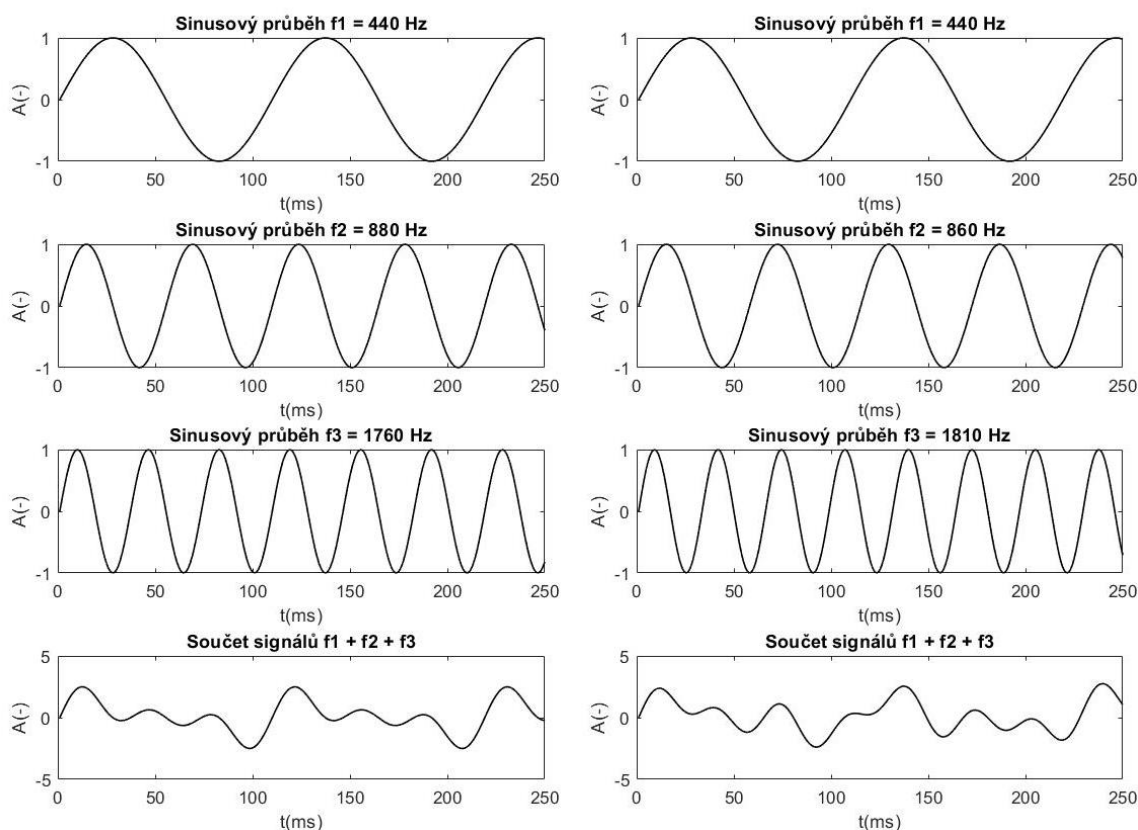 Sinusový průběh f1 = 440 Hz
1
0
-1
A(-)
0 50 100 150 200 250
t(ms)
Sinusový průběh f1 = 440 Hz
1
0
-1
A(-)
0 50 100 150 200 250
t(ms)
Sinusový průběh f2 = 880 Hz
1
0
-1
A(-)
0 50 100 150 200 250
t(ms)
Sinusový průběh f2 = 860 Hz
1
0
-1
A(-)
0 50 100 150 200 250
t(ms)
Sinusový průběh f3 = 1760 Hz
1
0
-1
A(-)
0 50 100 150 200 250
t(ms)
Sinusový průběh f3 = 1810 Hz
1
0
-1
A(-)
0 50 100 150 200 250
t(ms)
Součet signálů f1 + f2 + f3
5
0
-5
A(-)
0 50 100 150 200 250
t(ms)
Součet signálů f1 + f2 + f3
5
0
-5
A(-)
0 50 100 150 200 250
t(ms)